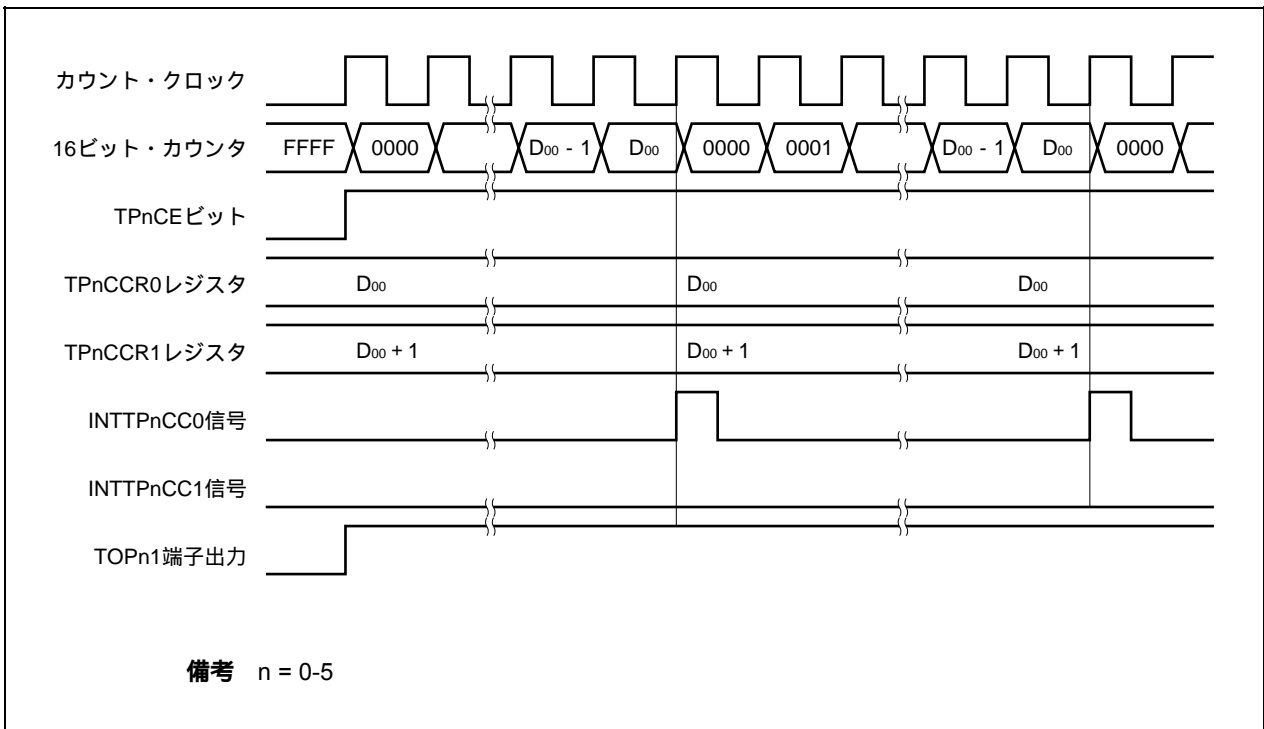 カウント・クロック
16ビット・カウンタ FFFF 0000 D00 - 1 D00 0000 0001 D00 - 1 D00 0000
TPnCEビット
TPnCCR0レジスタ D00 D00 D00
TPnCCR1レジスタ D00 + 1 D00 + 1 D00 + 1
INTTPnCC0信号
INTTPnCC1信号
TOPn1端子出力
備考 n = 0-5